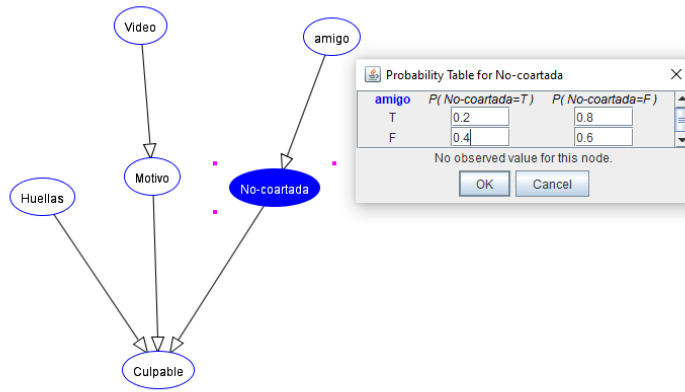 Video
amigo
Motivo
No-coartada
Huellas
Culpable
Probability Table for No-coartada
amigo P( No-coartada=T ) P( No-coartada=F )
T 0.2 0.8
F 0.4 0.6
No observed value for this node.
OK Cancel